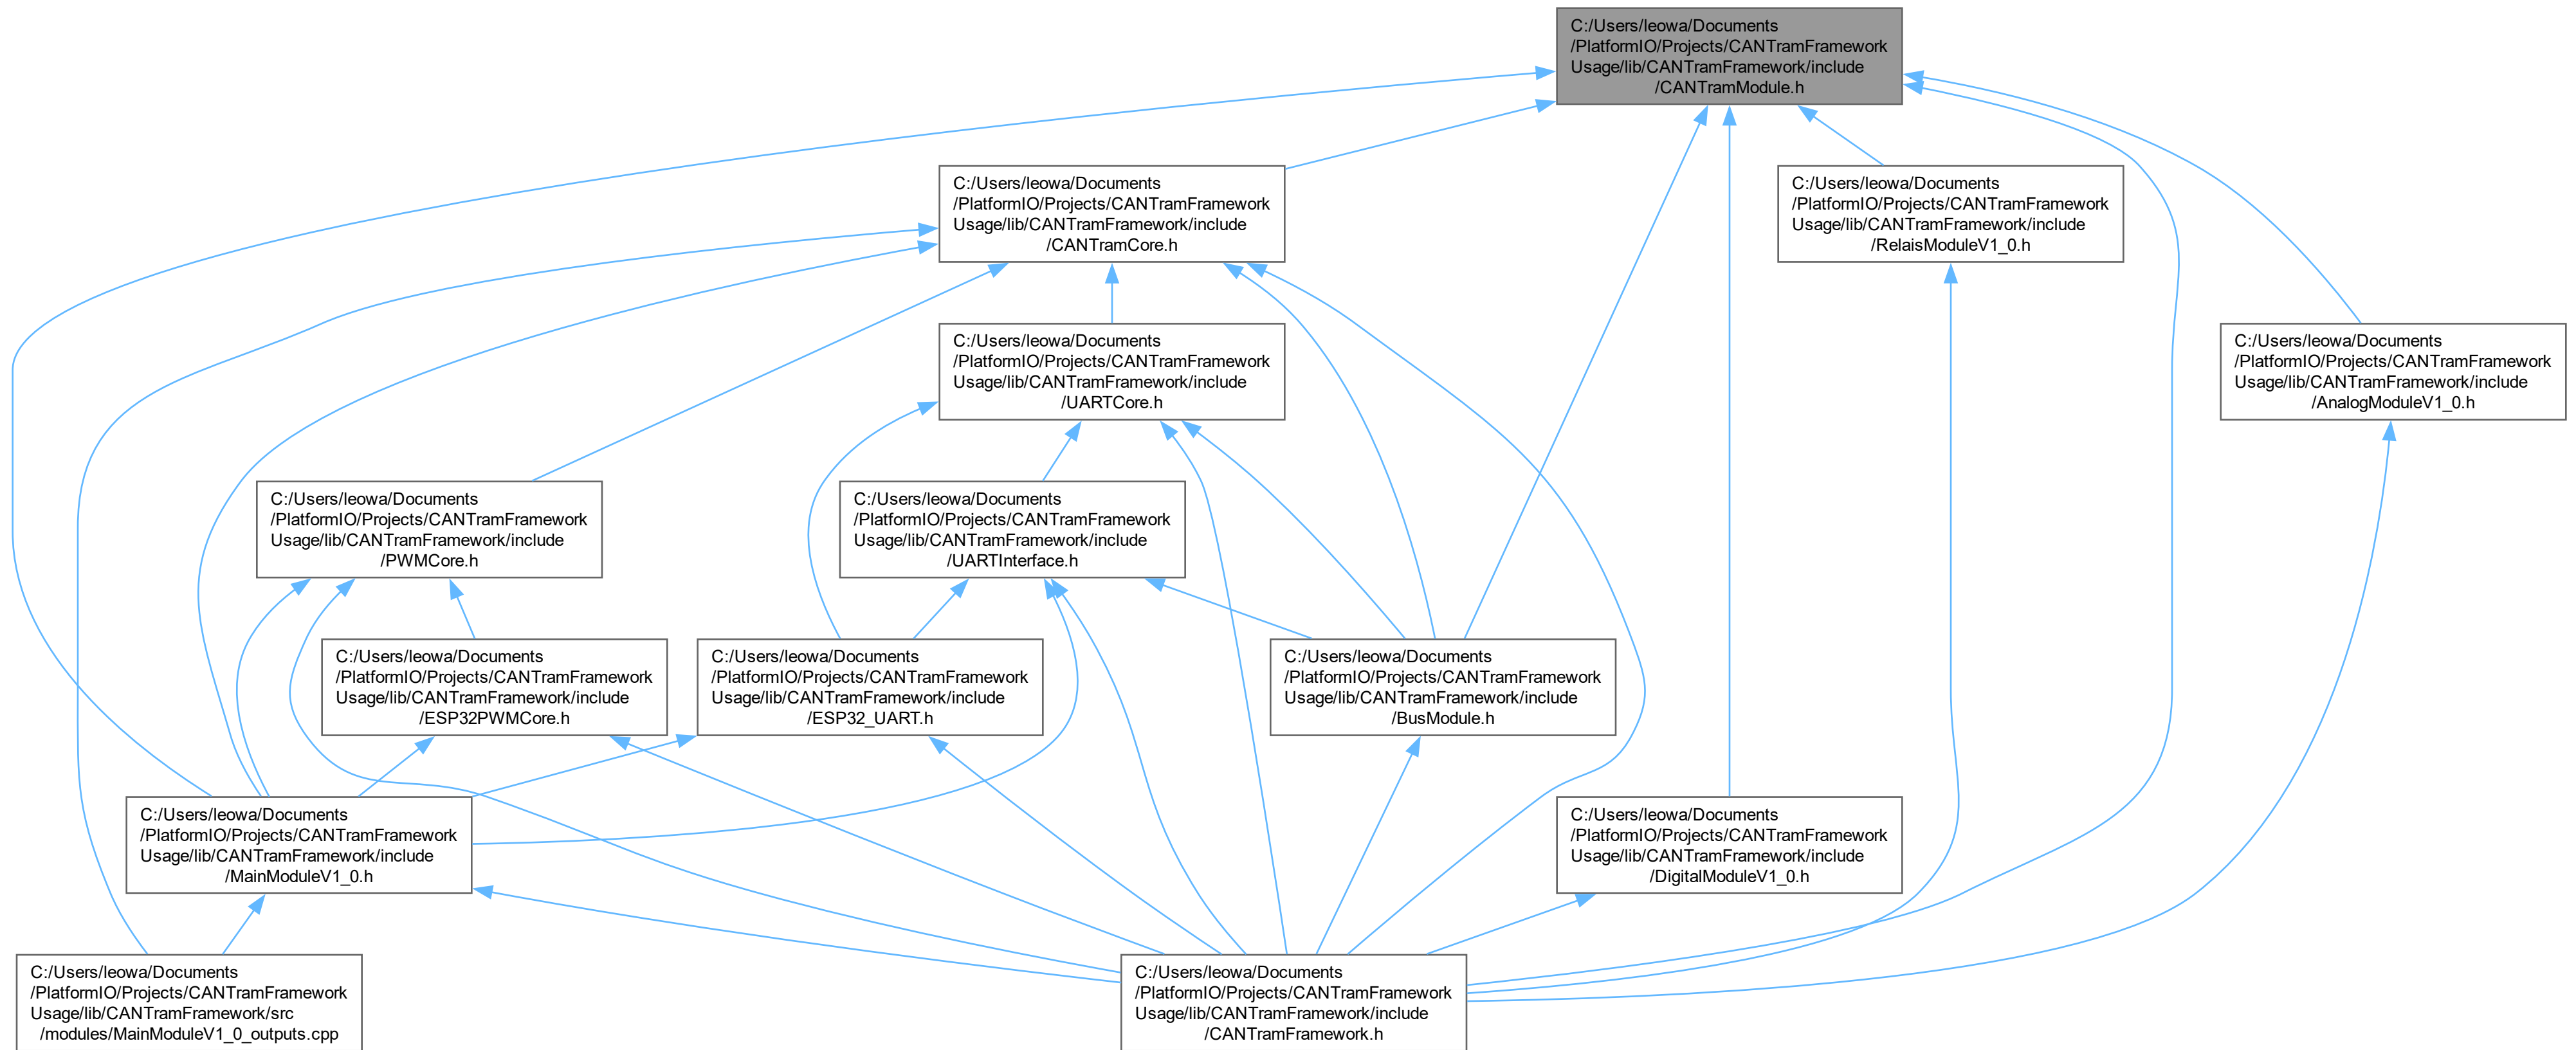 C:/Users/leowa/Documents
/PlatformIO/Projects/CANTramFramework
Usage/lib/CANTramFramework/include
/CANTramModule.h
C:/Users/leowa/Documents
/PlatformIO/Projects/CANTramFramework
Usage/lib/CANTramFramework/include
/CANTramCore.h
C:/Users/leowa/Documents
/PlatformIO/Projects/CANTramFramework
Usage/lib/CANTramFramework/include
/RelaisModuleV1_0.h
C:/Users/leowa/Documents
/PlatformIO/Projects/CANTramFramework
Usage/lib/CANTramFramework/include
/UARTCore.h
C:/Users/leowa/Documents
/PlatformIO/Projects/CANTramFramework
Usage/lib/CANTramFramework/include
/AnalogModuleV1_0.h
C:/Users/leowa/Documents
/PlatformIO/Projects/CANTramFramework
Usage/lib/CANTramFramework/include
/PWMCore.h
C:/Users/leowa/Documents
/PlatformIO/Projects/CANTramFramework
Usage/lib/CANTramFramework/include
/UARTInterface.h
C:/Users/leowa/Documents
/PlatformIO/Projects/CANTramFramework
Usage/lib/CANTramFramework/include
/ESP32PWMCore.h
C:/Users/leowa/Documents
/PlatformIO/Projects/CANTramFramework
Usage/lib/CANTramFramework/include
/ESP32_UART.h
C:/Users/leowa/Documents
/PlatformIO/Projects/CANTramFramework
Usage/lib/CANTramFramework/include
/BusModule.h
C:/Users/leowa/Documents
/PlatformIO/Projects/CANTramFramework
Usage/lib/CANTramFramework/include
/MainModuleV1_0.h
C:/Users/leowa/Documents
/PlatformIO/Projects/CANTramFramework
Usage/lib/CANTramFramework/include
/DigitalModuleV1_0.h
C:/Users/leowa/Documents
/PlatformIO/Projects/CANTramFramework
Usage/lib/CANTramFramework/src
/modules/MainModuleV1_0_outputs.cpp
C:/Users/leowa/Documents
/PlatformIO/Projects/CANTramFramework
Usage/lib/CANTramFramework/include
/CANTramFramework.h